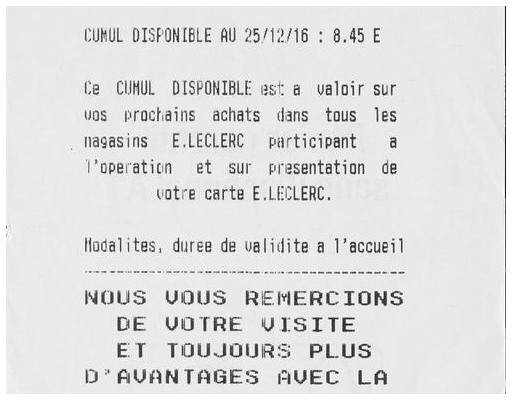 CUMUL DISPONIBLE AU 25/12/16 : 8.45 E
Ce CUMUL DISPONIBLE est a valoir sur
vos prochains achats dans tous les
magasins E.LECLERC participant a
l'operation et sur presentation de
votre carte E.LECLERC.
Modalites, duree de validite a l'accueil
----------------------------------------
NOUS VOUS REMERCIONS
DE VOTRE VISITE
ET TOUJOURS PLUS
D'AVANTAGES AVEC LA